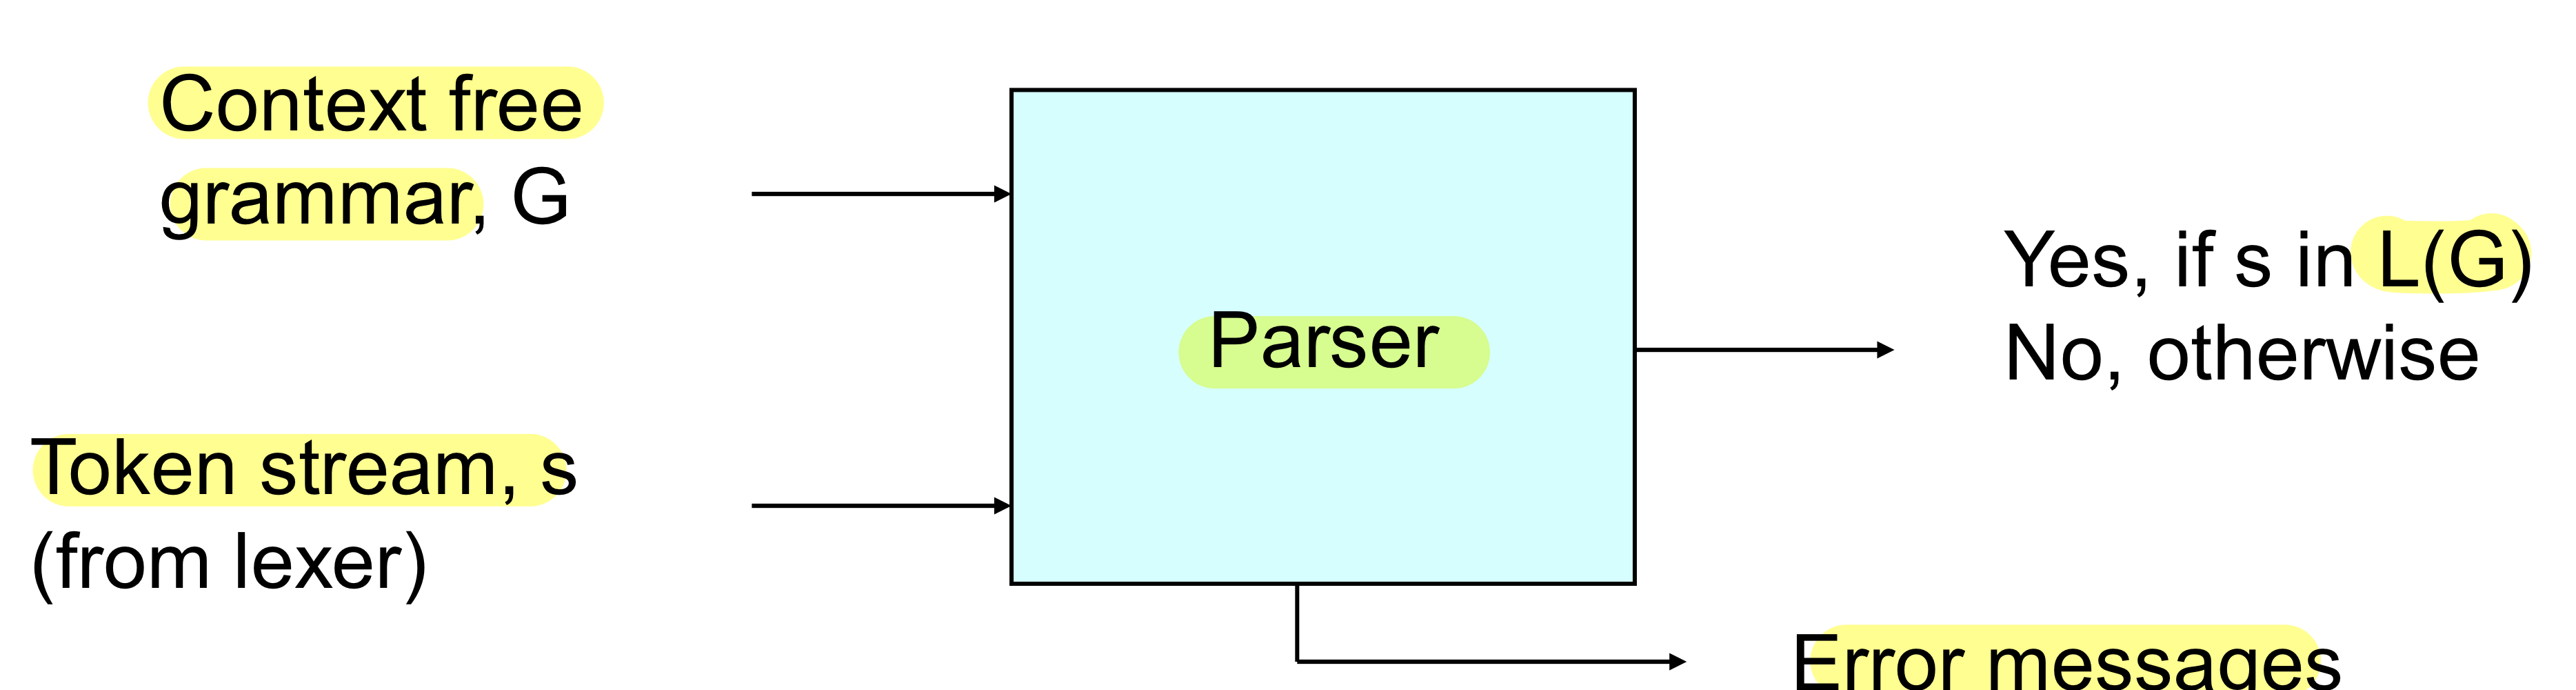 Context free
grammar, G
Token stream, s
(from lexer)
Parser
Yes, if s in L(G)
No, otherwise
Error messages